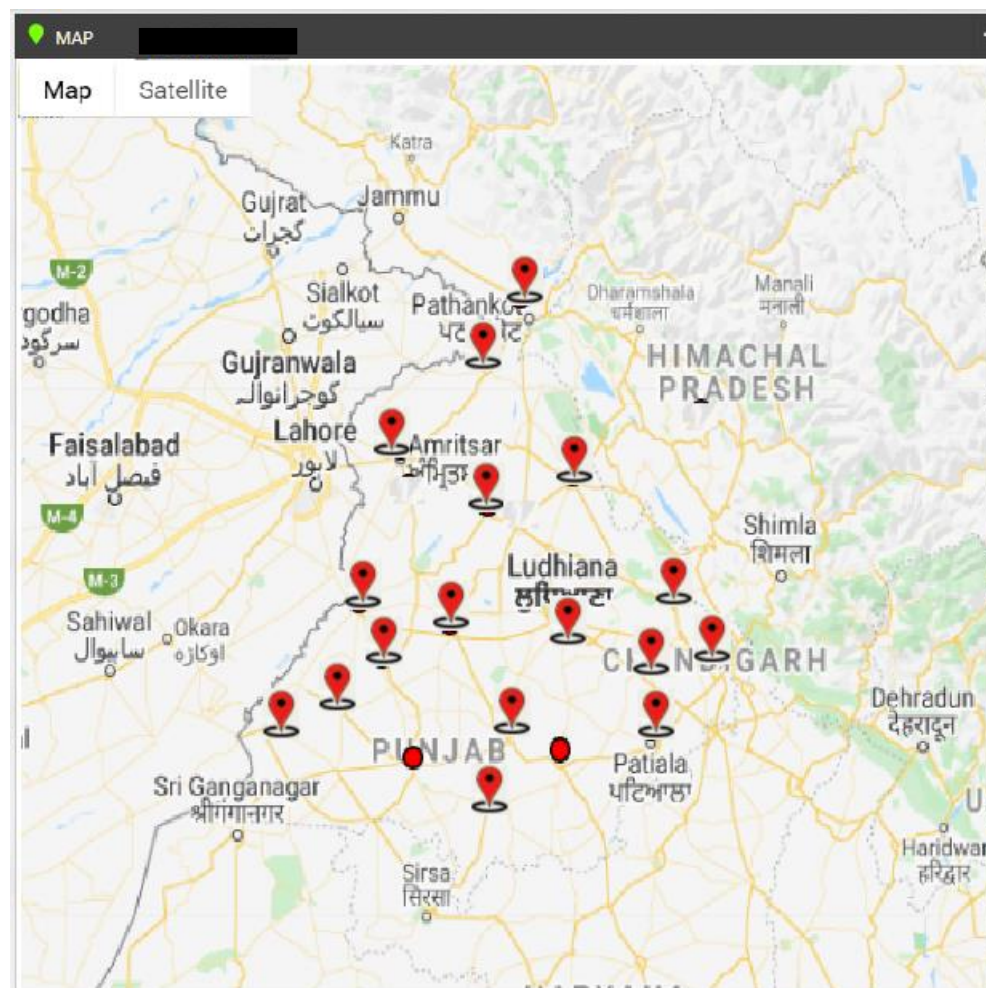 MAP
Map
Satellite
Katra
Jammu
Gujrat
گجرات
M-2
Sialkot
سیالکوٹ
Pathankot
Dharamshala
धर्मशाला
Manali
मनाली
godha
سرگود
Gujranwala
گوجرانوالہ
HIMACHAL
PRADESH
Lahore
لاہور
Amritsar
Faisalabad
فیصل آباد
M-4
Shimla
शिमला
Ludhiana
M-3
Sahiwal
ساہیوال
Okara
اوکاڑہ
Dehradun
देहरादून
PUNJAB
Patiala
ਪਟਿਆਲਾ
Sri Ganganagar
श्रीगंगानगर
U
Haridwar
हरिद्वार
Sirsa
सिरसा